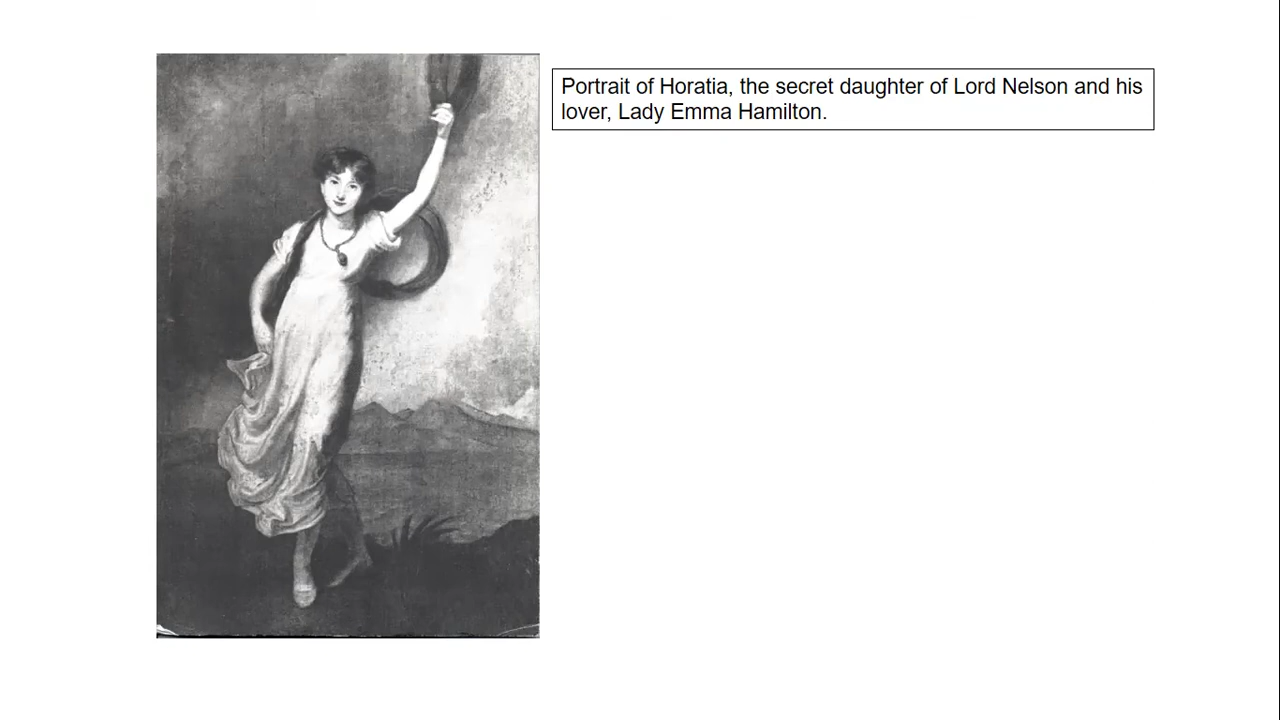 Portrait of Horatia, the secret daughter of Lord Nelson and his
lover, Lady Emma Hamilton.